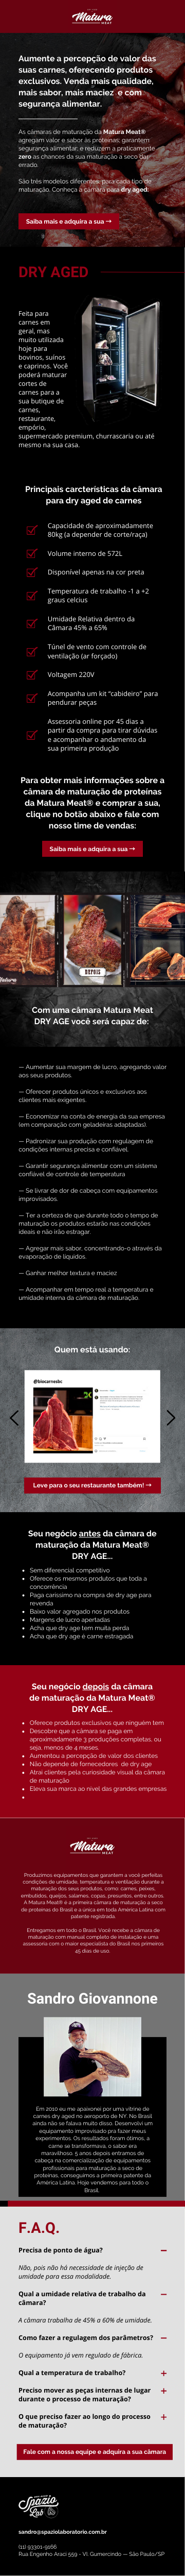 Matura
MEAT
Aumente a percepção de valor das
suas carnes, oferecendo produtos
exclusivos. Venda mais qualidade,
mais sabor, mais maciez e com
segurança alimentar.
As câmaras de maturação da Matura Meat®
agregam valor e sabor às proteínas, garantem
segurança alimentar, e reduzem a praticamente
zero as chances da sua maturação a seco dar
errado.
São três modelos diferentes, para cada tipo de
maturação. Conheça a câmara para dry aged:
Saiba mais e adquira a sua →
DRY AGED
Feita para
carnes em
geral, mas
muito utilizada
hoje para
bovinos, suínos
e caprinos. Você
poderá maturar
cortes de
carnes para a
sua butique de
carnes,
restaurante,
empório,
supermercado premium, churrascaria ou até
mesmo na sua casa.
Principais carcterísticas da câmara
para dry aged de carnes
Capacidade de aproximadamente
80kg (a depender de corte/raça)
Volume interno de 572L
Disponível apenas na cor preta
Temperatura de trabalho -1 a +2
graus celcius
Umidade Relativa dentro da
Câmara 45% a 65%
Túnel de vento com controle de
ventilação (ar forçado)
Voltagem 220V
Acompanha um kit “cabideiro” para
pendurar peças
Assessoria online por 45 dias a
partir da compra para tirar dúvidas
e acompanhar o andamento da
sua primeira produção
Para obter mais informações sobre a
câmara de maturação de proteínas
da Matura Meat® e comprar a sua,
clique no botão abaixo e fale com
nosso time de vendas:
Saiba mais e adquira a sua →
Matura
DEPOIS
Com uma câmara Matura Meat
DRY AGE você será capaz de:
— Aumentar sua margem de lucro, agregando valor
aos seus produtos.
— Oferecer produtos únicos e exclusivos aos
clientes mais exigentes.
— Economizar na conta de energia da sua empresa
(em comparação com geladeiras adaptadas).
— Padronizar sua produção com regulagem de
condições internas precisa e confiável.
— Garantir segurança alimentar com um sistema
confiável de controle de temperatura
— Se livrar de dor de cabeça com equipamentos
improvisados.
— Ter a certeza de que durante todo o tempo de
maturação os produtos estarão nas condições
ideais e não irão estragar.
— Agregar mais sabor, concentrando-o através da
evaporação de líquidos.
— Ganhar melhor textura e maciez
— Acompanhar em tempo real a temperatura e
umidade interna da câmara de maturação.
Quem está usando:
@biocarnesbc
Leve para o seu restaurante também! →
Seu negócio antes da câmara de
maturação da Matura Meat®
DRY AGE...
Sem diferencial competitivo
Oferece os mesmos produtos que toda a
concorrência
Paga caríssimo na compra de dry age para
revenda
Baixo valor agregado nos produtos
Margens de lucro apertadas
Acha que dry age tem muita perda
Acha que dry age é carne estragada
Seu negócio depois da câmara
de maturação da Matura Meat®
DRY AGE...
Oferece produtos exclusivos que ninguém tem
Descobre que a câmara se paga em
aproximadamente 3 produções completas, ou
seja, menos de 4 meses.
Aumentou a percepção de valor dos clientes
Não depende de fornecedores de dry age
Atrai clientes pela curiosidade visual da câmara
de maturação
Eleva sua marca ao nível das grandes empresas
Matura
MEAT
Produzimos equipamentos que garantem a você perfeitas
condições de umidade, temperatura e ventilação durante a
maturação dos seus produtos, como: carnes, peixes,
embutidos, queijos, salames, copas, presuntos, entre outros.
A Matura Meat® é a primeira câmara de maturação a seco
de proteínas do Brasil e a única em toda América Latina com
patente registrada.
Entregamos em todo o Brasil. Você recebe a câmara de
maturação com manual completo de instalação e uma
assessoria com o maior especialista do Brasil nos primeiros
45 dias de uso.
Sandro Giovannone
Em 2010 eu me apaixonei por uma vitrine de
carnes dry aged no aeroporto de NY. No Brasil
ainda não se falava muito disso. Desenvolvi um
equipamento improvisado pra fazer meus
experimentos. Os resultados foram ótimos, a
carne se transformava, o sabor era
maravilhoso. 5 anos depois entramos de
cabeça na comercialização de equipamentos
profissionais para maturação a seco de
proteínas, conseguimos a primeira patente da
América Latina. Hoje vendemos para todo o
Brasil.
F.A.Q.
Precisa de ponto de água?
Não, pois não há necessidade de injeção de
umidade para essa modalidade.
Qual a umidade relativa de trabalho da
câmara?
A câmara trabalha de 45% a 60% de umidade.
Como fazer a regulagem dos parâmetros?
O equipamento já vem regulado de fábrica.
Qual a temperatura de trabalho?
Preciso mover as peças internas de lugar
durante o processo de maturação?
O que preciso fazer ao longo do processo
de maturação?
Fale com a nossa equipe e adquira a sua câmara
Spazio
Lab
sandro@spaziolaboratorio.com.br
(11) 93301-9166
Rua Engenho Araci 559 - Vl. Gumercindo — São Paulo/SP